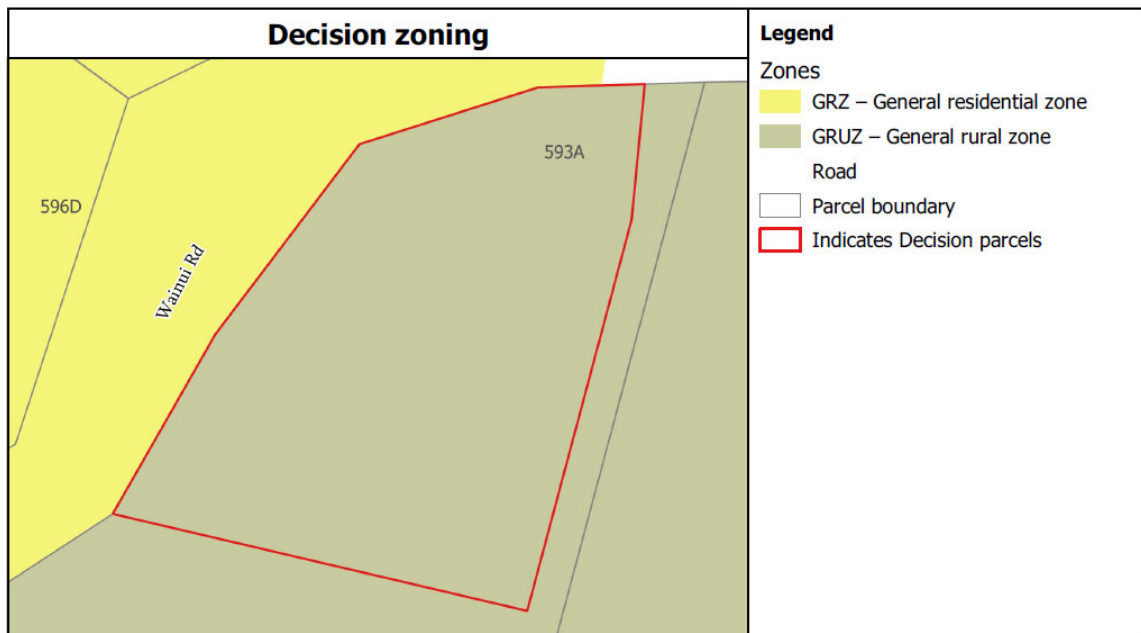 Decision zoning
593A
596D
Wainui Rd
Legend
Zones
GRZ – General residential zone
GRUZ – General rural zone
Road
Parcel boundary
Indicates Decision parcels